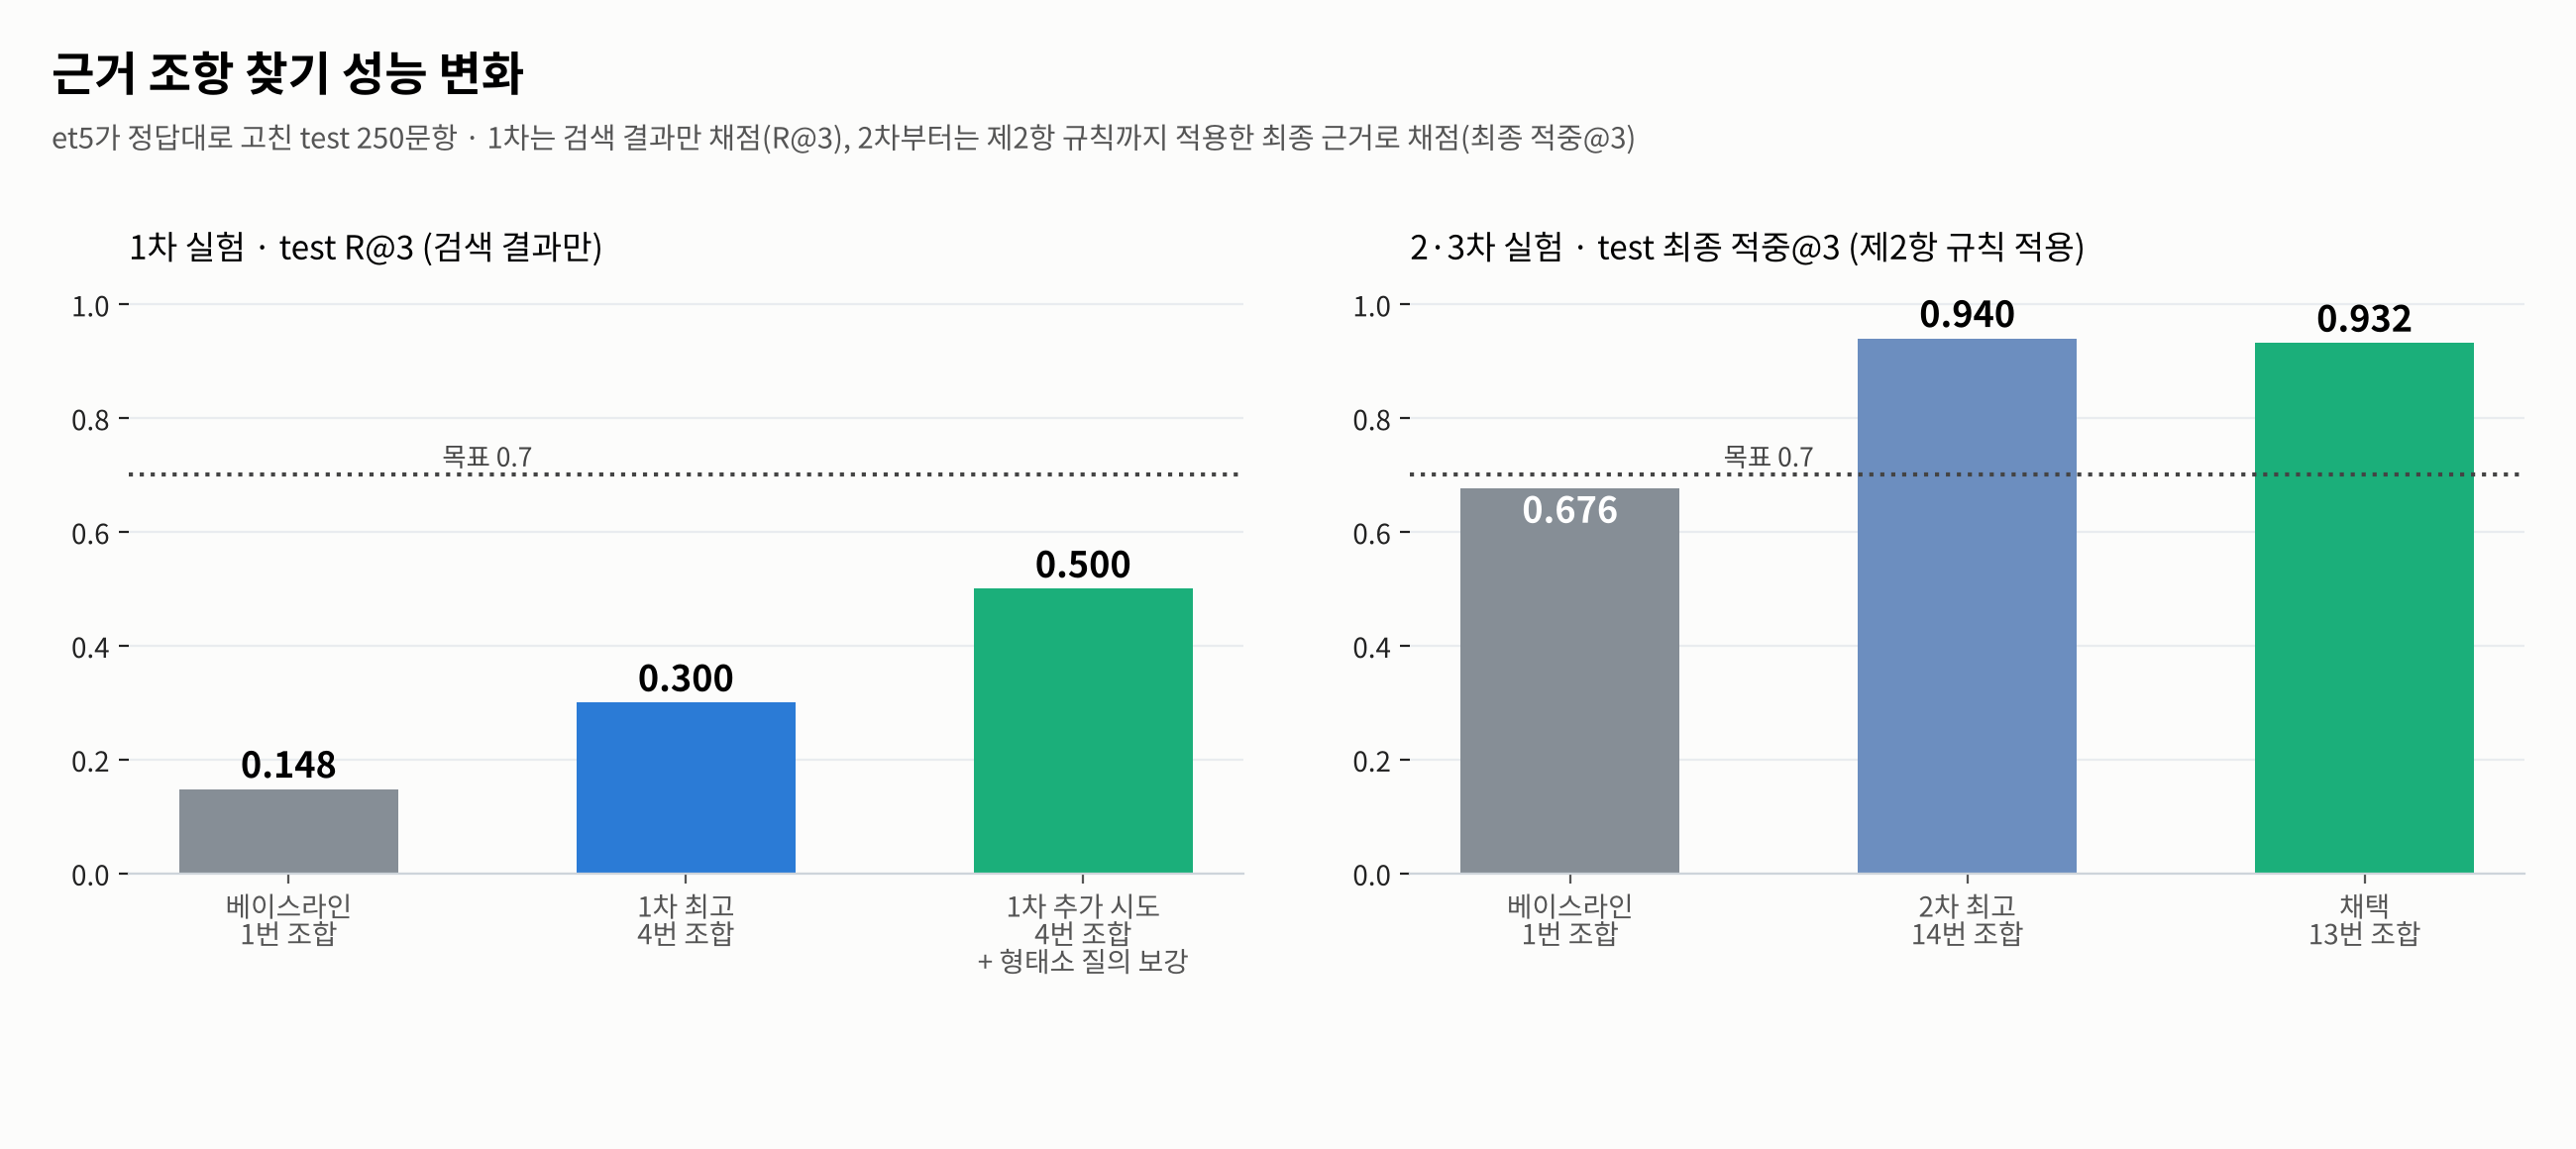 근거 조항 찾기 성능 변화
et5가 정답대로 고친 test 250문항 · 1차는 검색 결과만 채점(R@3), 2차부터는 제2항 규칙까지 적용한 최종 근거로 채점(최종 적중@3)
1차 실험 · test R@3 (검색 결과만)
1.0
0.8
0.6
0.4
0.2
0.0
목표 0.7
0.148
0.300
0.500
베이스라인
1번 조합
1차 최고
4번 조합
1차 추가 시도
4번 조합
+ 형태소 질의 보강
2·3차 실험 · test 최종 적중@3 (제2항 규칙 적용)
1.0
0.8
0.6
0.4
0.2
0.0
목표 0.7
0.676
0.940
0.932
베이스라인
1번 조합
2차 최고
14번 조합
채택
13번 조합